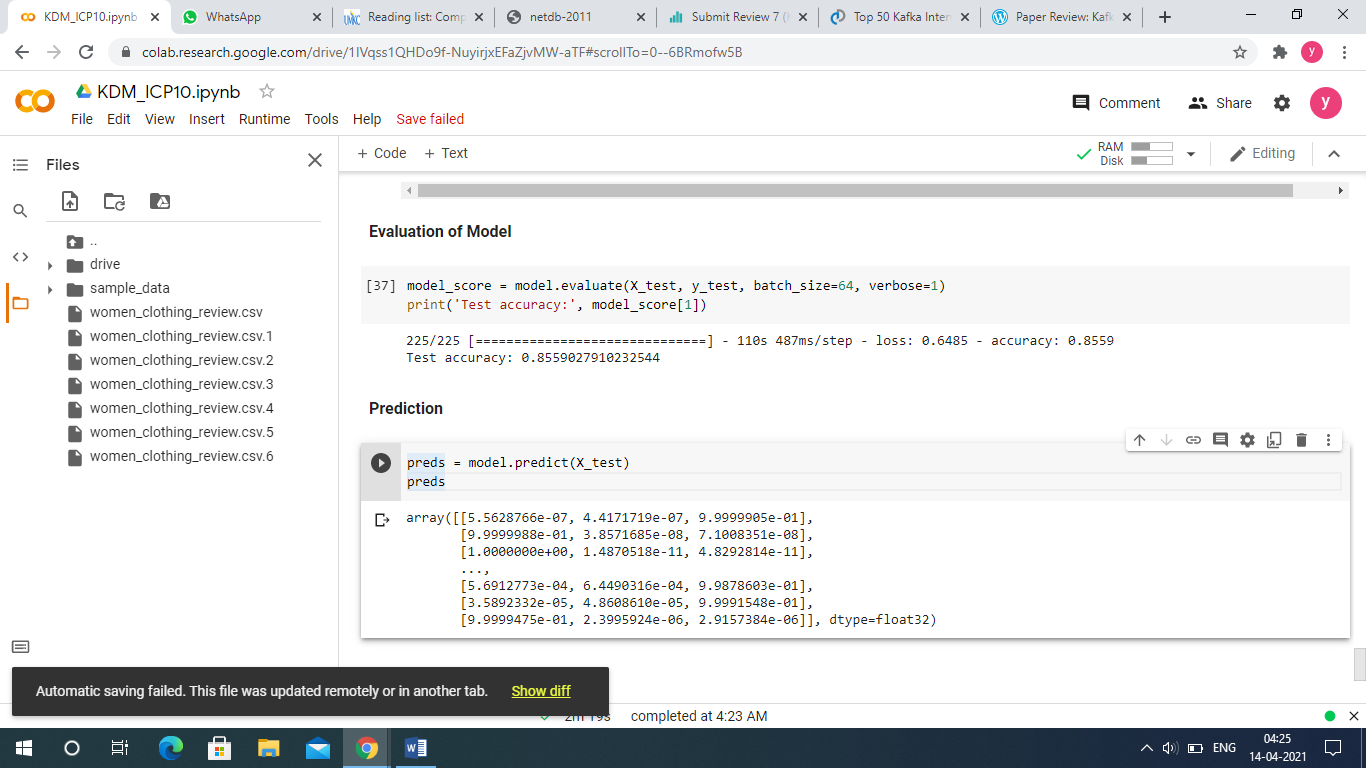 KDM_ICP10.ipynb
WhatsApp
Reading list: Comp
netdb-2011
Submit Review 7 (
Top 50 Kafka Inter
Paper Review: Kafk
colab.research.google.com/drive/1IVqss1QHDo9f-NuyirjxEFaZjvMW-aTF#scrollTo=0--6BRmofw5B
y
KDM_ICP10.ipynb
Comment
Share
y
File Edit View Insert Runtime Tools Help Save failed
Files
+ Code + Text
RAM
Disk
Editing
..
drive
sample_data
women_clothing_review.csv
women_clothing_review.csv.1
women_clothing_review.csv.2
women_clothing_review.csv.3
women_clothing_review.csv.4
women_clothing_review.csv.5
women_clothing_review.csv.6
Evaluation of Model
[37] model_score = model.evaluate(X_test, y_test, batch_size=64, verbose=1)
print('Test accuracy:', model_score[1])
225/225 [==============================] - 110s 487ms/step - loss: 0.6485 - accuracy: 0.8559
Test accuracy: 0.8559027910232544
Prediction
preds = model.predict(X_test)
preds
array([[5.5628766e-07, 4.4171719e-07, 9.9999905e-01],
[9.9999988e-01, 3.8571685e-08, 7.1008351e-08],
[1.0000000e+00, 1.4870518e-11, 4.8292814e-11],
...,
[5.6912773e-04, 6.4490316e-04, 9.9878603e-01],
[3.5892332e-05, 4.8608610e-05, 9.9991548e-01],
[9.9999475e-01, 2.3995924e-06, 2.9157384e-06]], dtype=float32)
Automatic saving failed. This file was updated remotely or in another tab. Show diff
2m 19s completed at 4:23 AM
ENG
04:25
14-04-2021